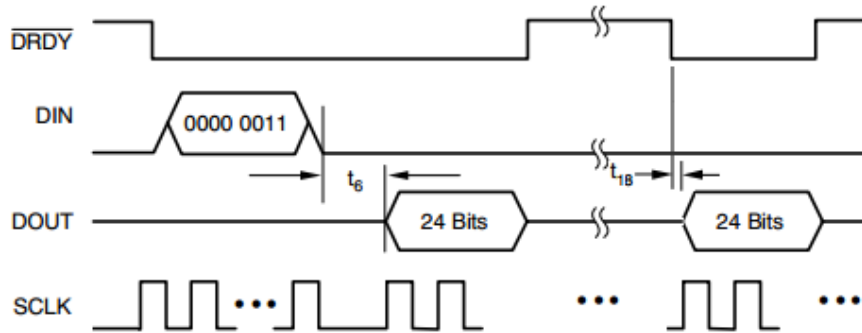 DRDY
DIN
0000 0011
t6
t1B
DOUT
24 Bits
24 Bits
SCLK